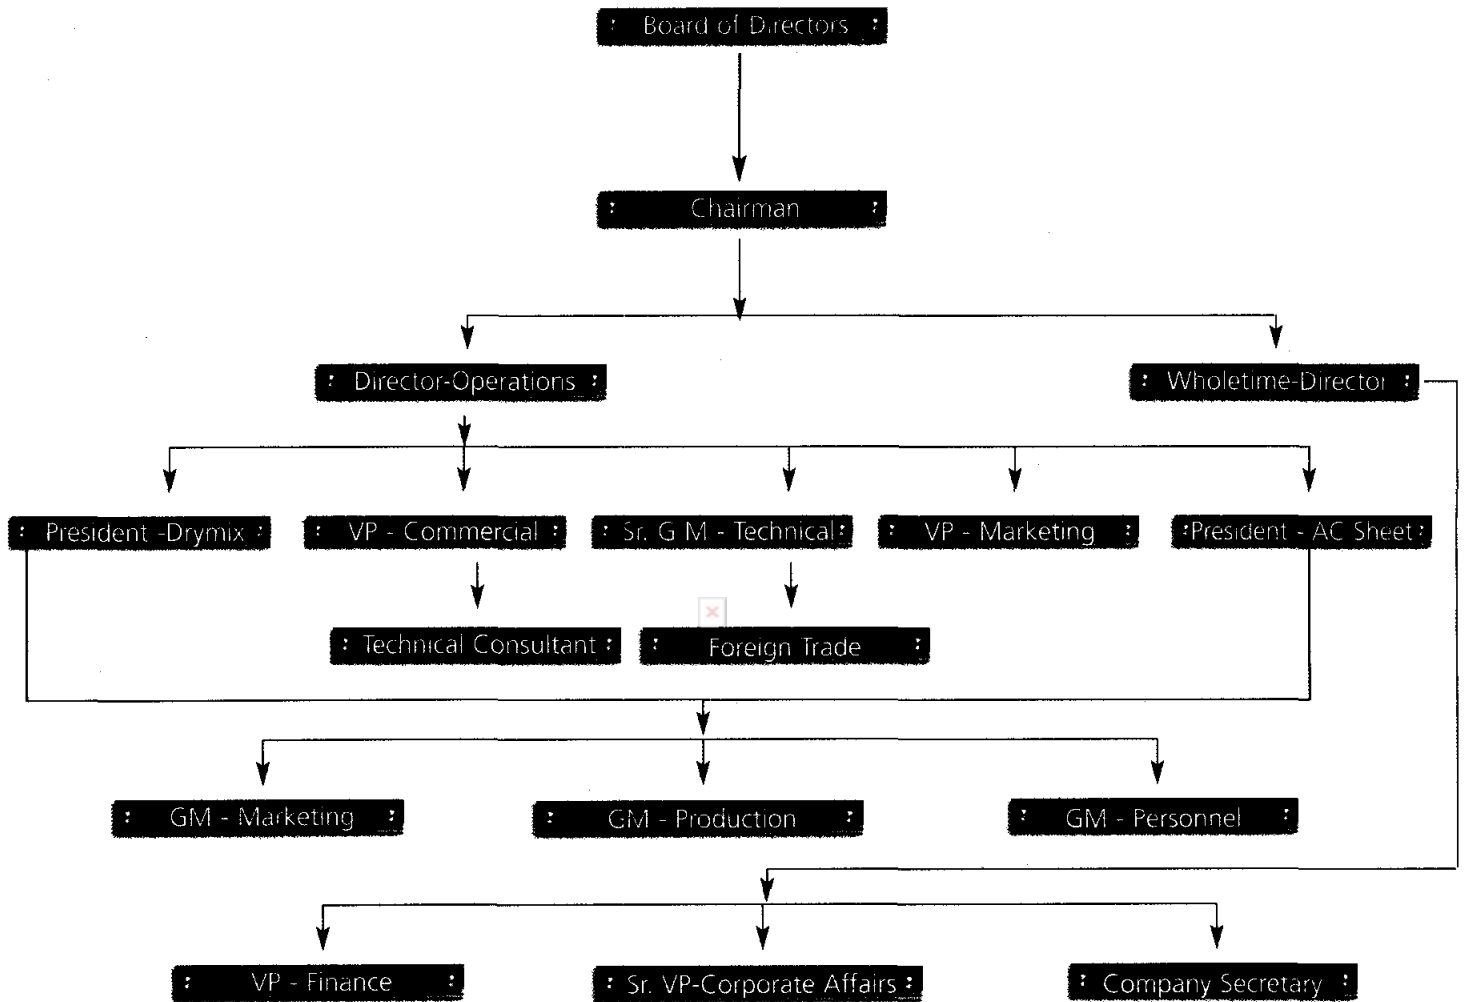 : Board of Directors :
: Chairman :
: Director-Operations :
: Wholetime-Director :
: President -Drymix :
: VP - Commercial :
: Sr. G M - Technical :
: VP - Marketing :
: President - AC Sheet :
: Technical Consultant :
: Foreign Trade :
: GM - Marketing :
: GM - Production :
: GM - Personnel :
: VP - Finance :
: Sr. VP-Corporate Affairs :
: Company Secretary :